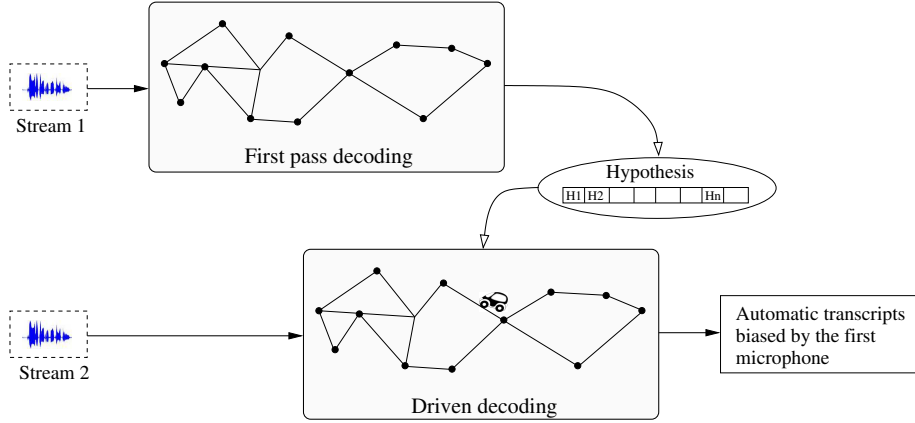 Stream 1
First pass decoding
Hypothesis
H1 H2 Hn
Stream 2
Driven decoding
Automatic transcripts
biased by the first
microphone